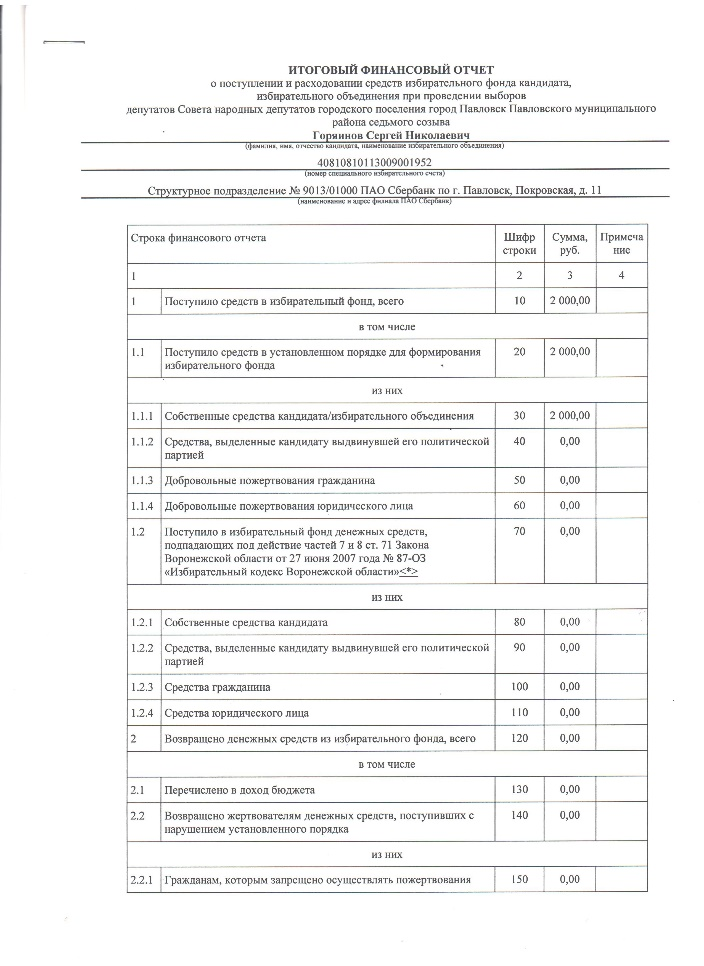 ИТОГОВЫЙ ФИНАНСОВЫЙ ОТЧЕТ
о поступлении и расходовании средств избирательного фонда кандидата,
избирательного объединения при проведении выборов
депутатов Совета народных депутатов городского поселения город Павловск Павловского муниципального
района седьмого созыва
Горяинов Сергей Николаевич
(фамилия, имя, отчество кандидата, наименование избирательного объединения)
40810810113009001952
(номер специального избирательного счета)
Структурное подразделение № 9013/01000 ПАО Сбербанк по г. Павловск, Покровская, д. 11
(наименование и адрес филиала ПАО Сбербанк)
Строка финансового отчета Шифр строки Сумма, руб. Примеча ние
1 2 3 4
1 Поступило средств в избирательный фонд, всего 10 2 000,00
в том числе
1.1 Поступило средств в установленном порядке для формирования 20 2 000,00
избирательного фонда
из них
1.1.1 Собственные средства кандидата/избирательного объединения 30 2 000,00
1.1.2 Средства, выделенные кандидату выдвинувшей его политической 40 0,00
партией
1.1.3 Добровольные пожертвования гражданина 50 0,00
1.1.4 Добровольные пожертвования юридического лица 60 0,00
1.2 Поступило в избирательный фонд денежных средств, 70 0,00
подпадающих под действие частей 7 и 8 ст. 71 Закона
Воронежской области от 27 июня 2007 года № 87-ОЗ
«Избирательный кодекс Воронежской области»<*>
из них
1.2.1 Собственные средства кандидата 80 0,00
1.2.2 Средства, выделенные кандидату выдвинувшей его политической 90 0,00
партией
1.2.3 Средства гражданина 100 0,00
1.2.4 Средства юридического лица 110 0,00
2 Возвращено денежных средств из избирательного фонда, всего 120 0,00
в том числе
2.1 Перечислено в доход бюджета 130 0,00
2.2 Возвращено жертвователям денежных средств, поступивших с 140 0,00
нарушением установленного порядка
из них
2.2.1 Гражданам, которым запрещено осуществлять пожертвования 150 0,00